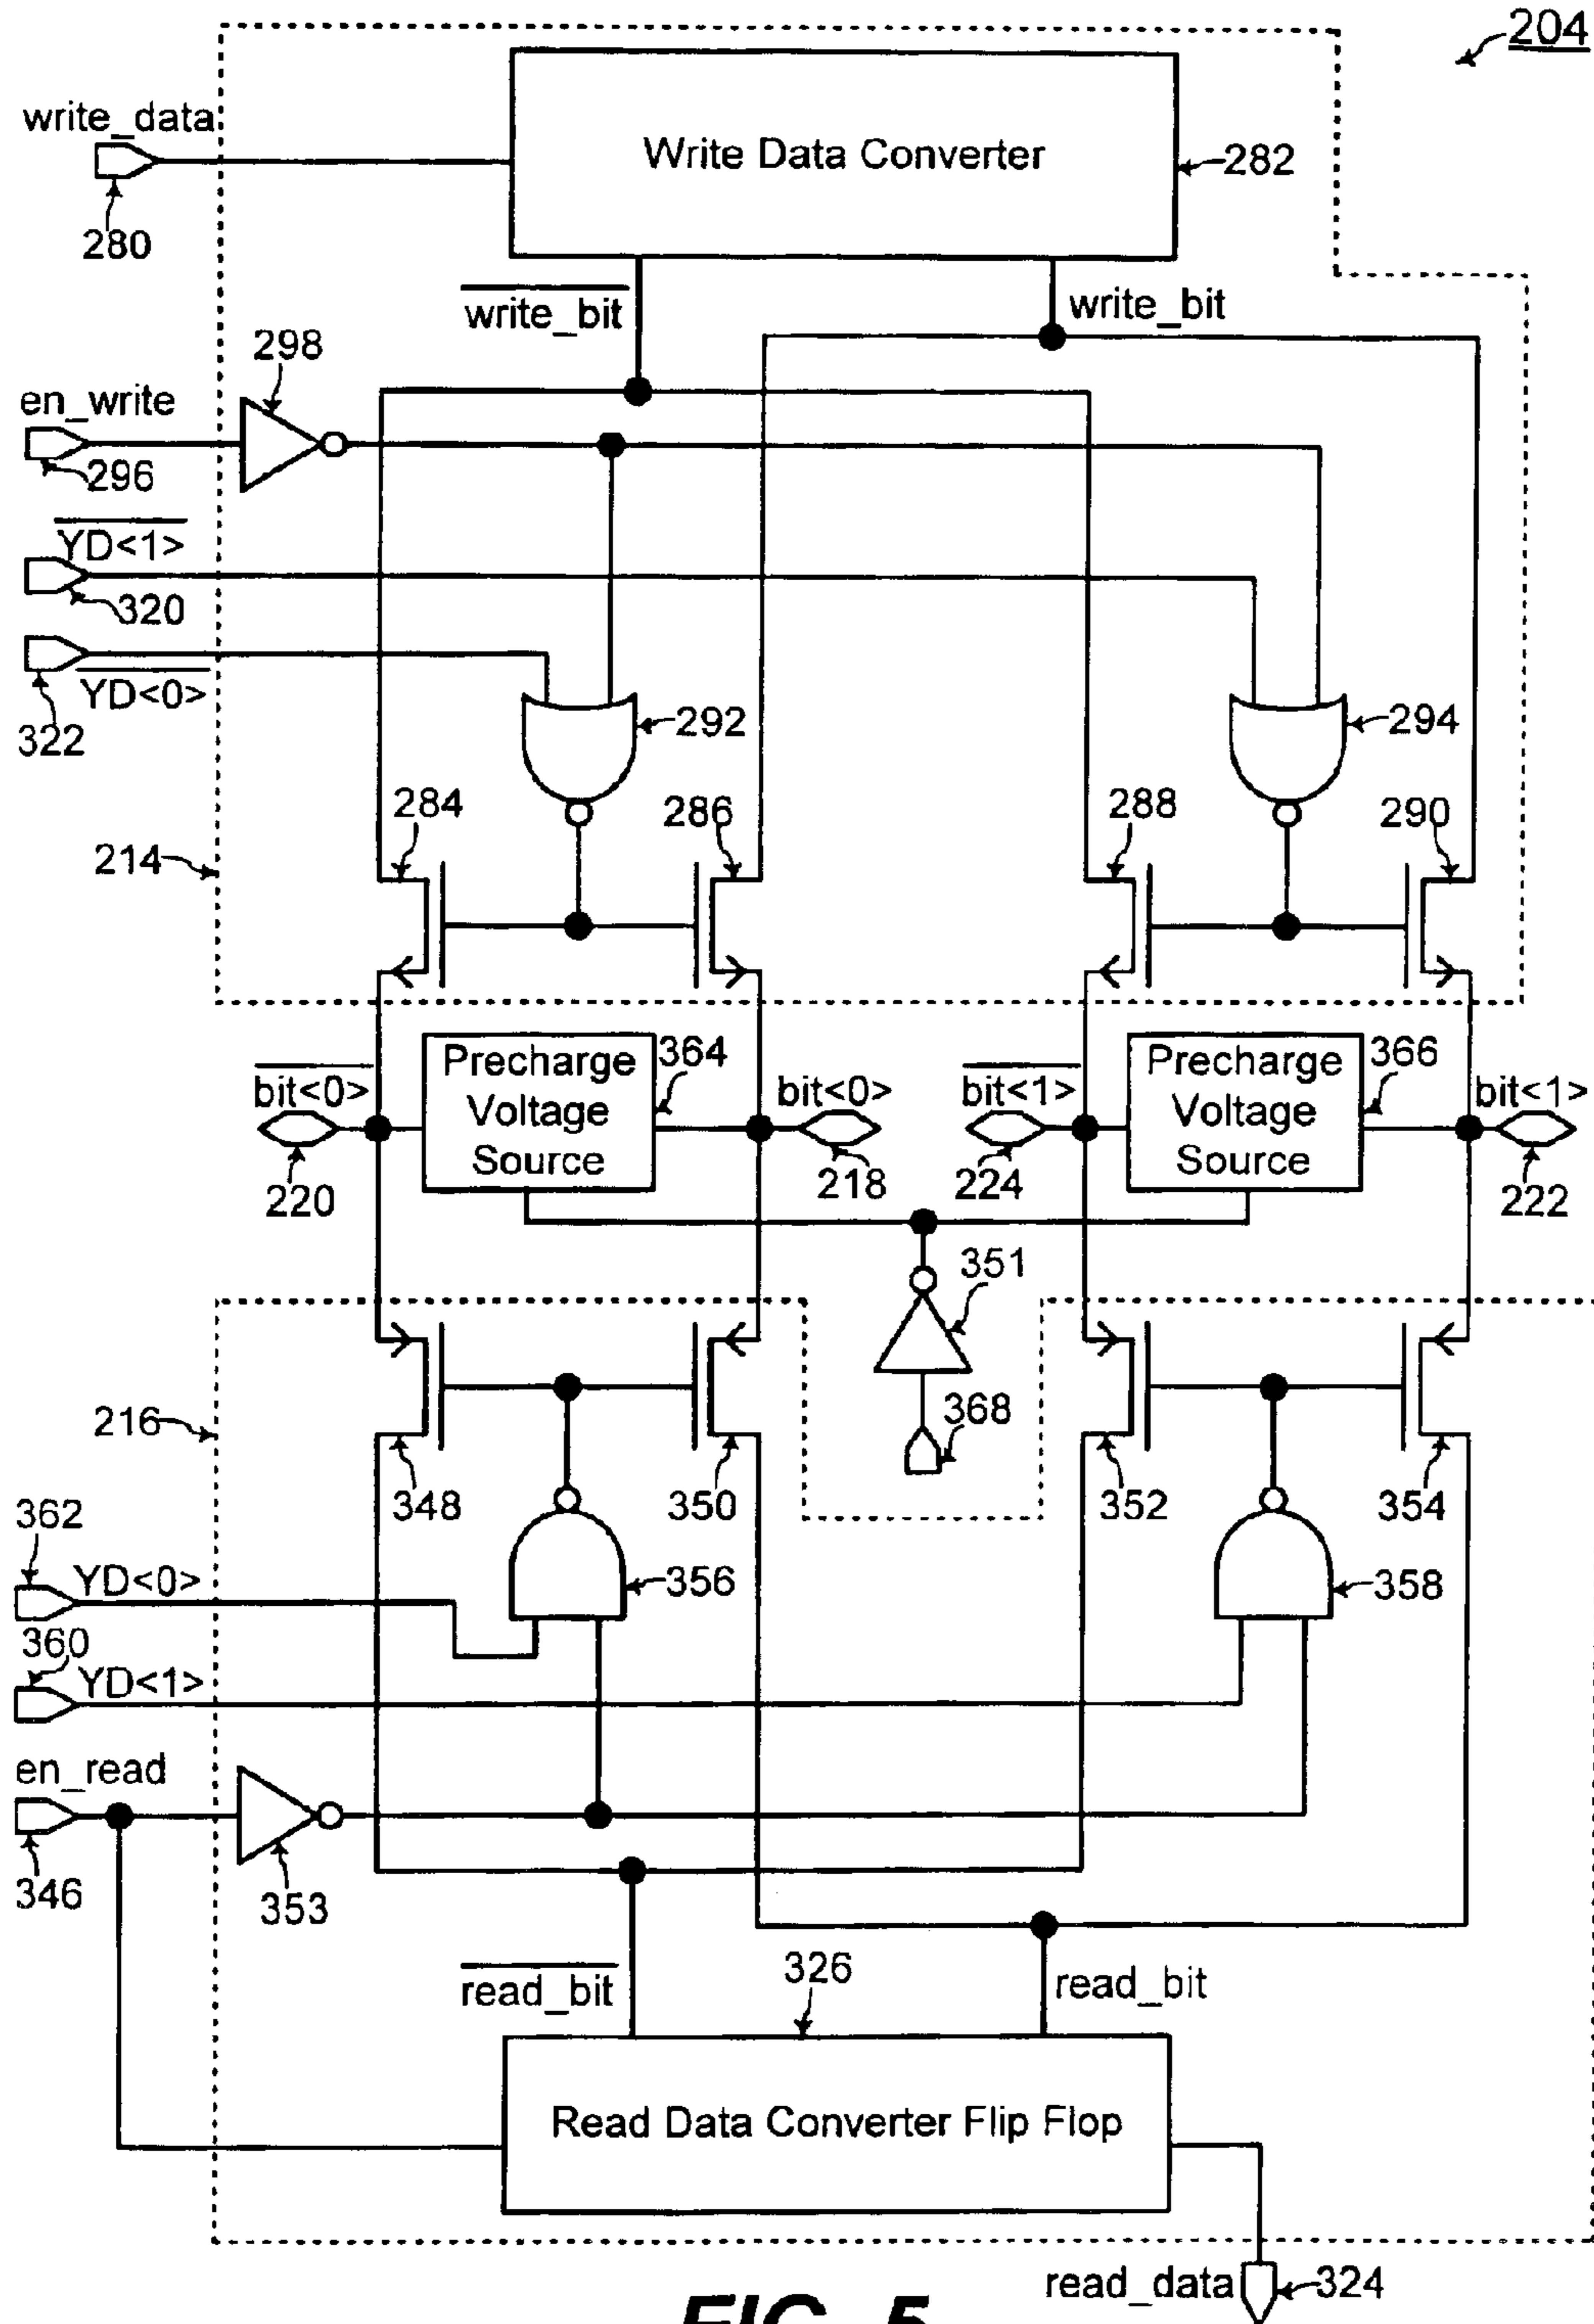 204
write_data
280
Write Data Converter
282
write_bit
write_bit
298
en_write
296
YD<1>
320
YD<0>
322
292
294
284
286
288
290
214
Precharge
Voltage
Source
364
bit<0>
220
bit<0>
218
Precharge
Voltage
Source
366
bit<1>
224
bit<1>
222
351
368
216
348
350
352
354
362
YD<0>
356
358
360
YD<1>
en_read
346
353
read_bit
326
read_bit
Read Data Converter Flip Flop
read_data
324
FIG. 5